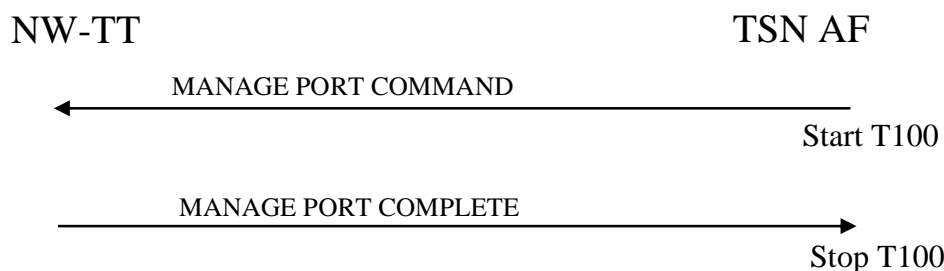 NW-TT
TSN AF
MANAGE PORT COMMAND
Start T100
MANAGE PORT COMPLETE
Stop T100